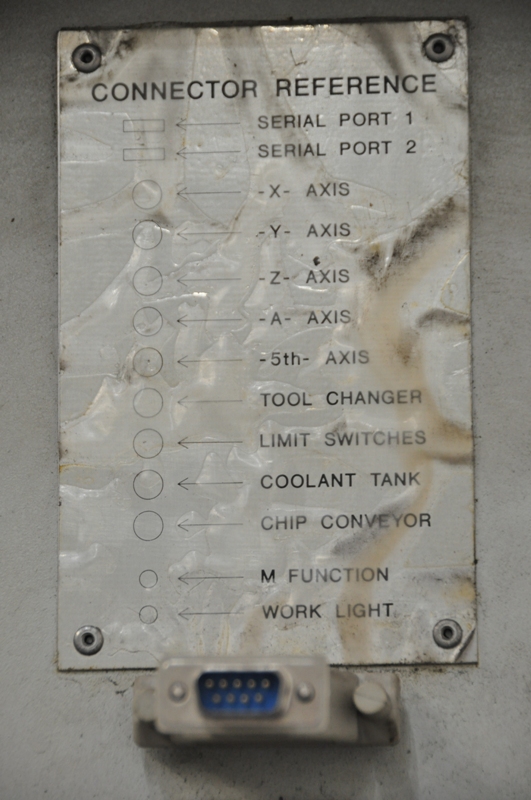 CONNECTOR REFERENCE
SERIAL PORT 1
SERIAL PORT 2
-X- AXIS
-Y- AXIS
-Z- AXIS
-A- AXIS
-5th- AXIS
TOOL CHANGER
LIMIT SWITCHES
COOLANT TANK
CHIP CONVEYOR
M FUNCTION
WORK LIGHT